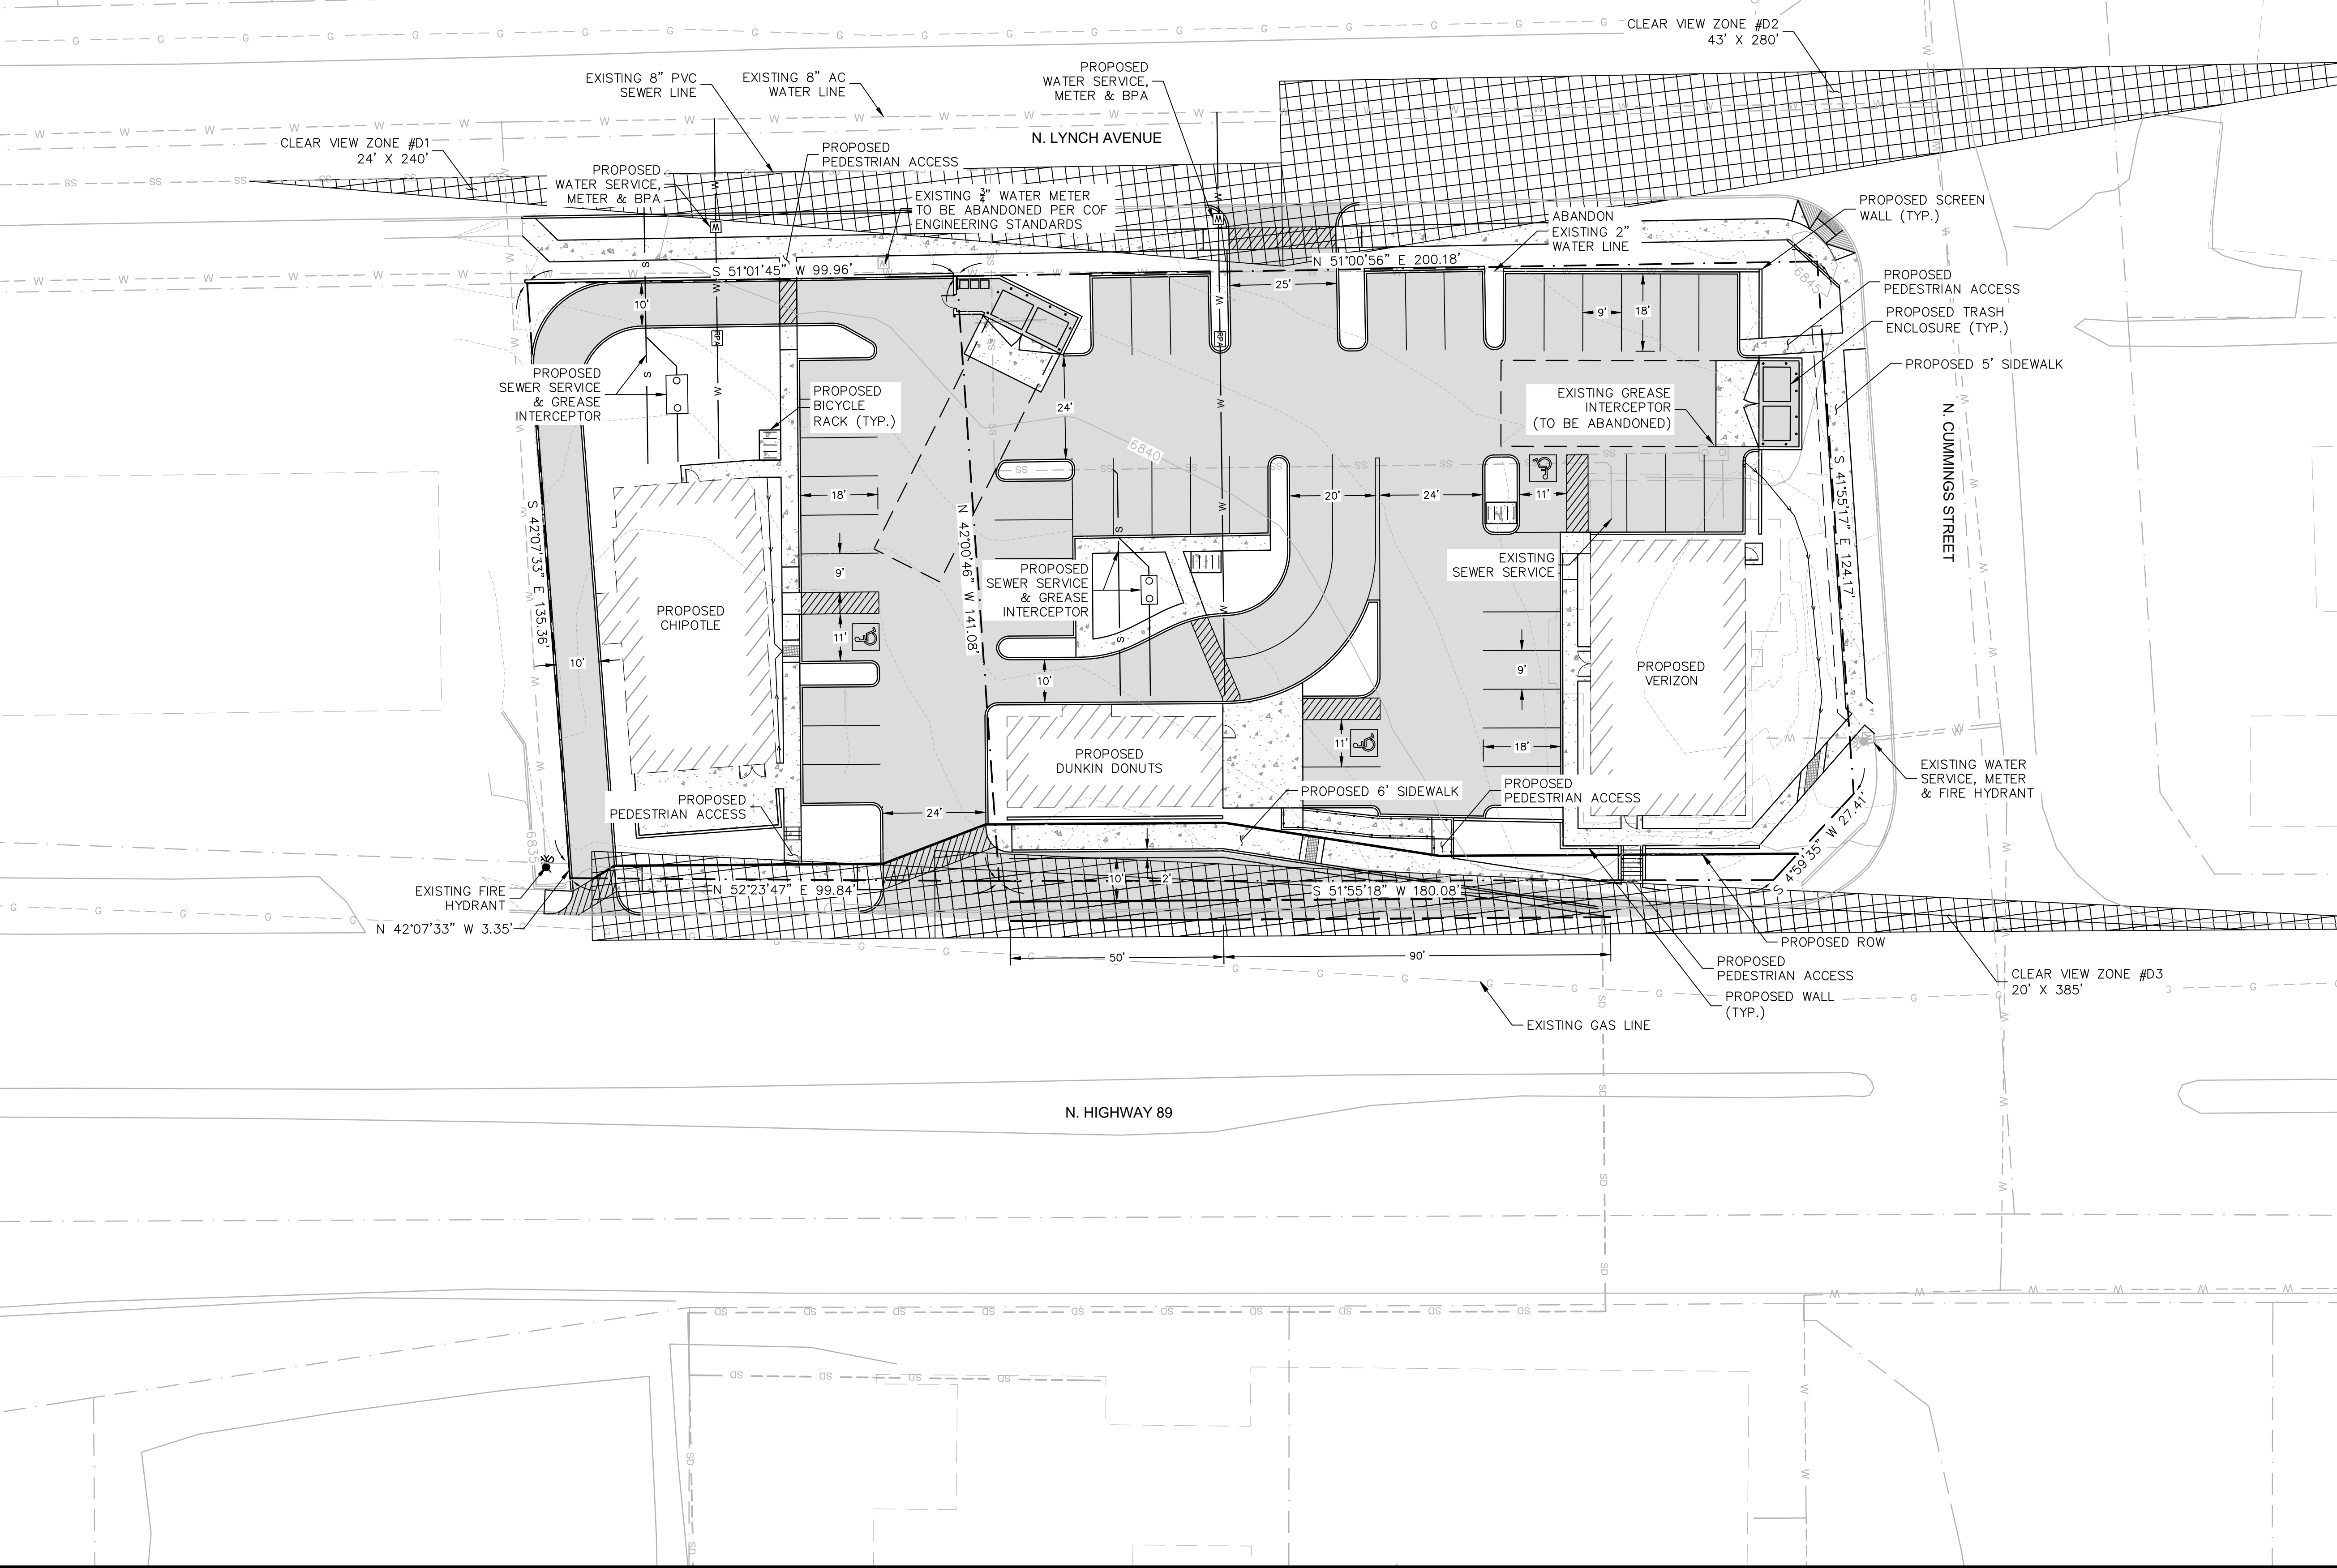 CLEAR VIEW ZONE #D2
43' X 280'
EXISTING 8" PVC
SEWER LINE
EXISTING 8" AC
WATER LINE
PROPOSED
WATER SERVICE,
METER & BPA
N. LYNCH AVENUE
CLEAR VIEW ZONE #D1
24' X 240'
PROPOSED
WATER SERVICE,
METER & BPA
PROPOSED
PEDESTRIAN ACCESS
EXISTING 3/4" WATER METER
TO BE ABANDONED PER COF
ENGINEERING STANDARDS
ABANDON
EXISTING 2"
WATER LINE
PROPOSED SCREEN
WALL (TYP.)
S 51°01'45" W 99.96'
N 51°00'56" E 200.18'
6845
PROPOSED
PEDESTRIAN ACCESS
PROPOSED TRASH
ENCLOSURE (TYP.)
PROPOSED 5' SIDEWALK
10'
25'
9'
18'
RPA
RPA
PROPOSED
SEWER SERVICE
& GREASE
INTERCEPTOR
PROPOSED
BICYCLE
RACK (TYP.)
24'
6840
EXISTING GREASE
INTERCEPTOR
(TO BE ABANDONED)
N. CUMMINGS STREET
S 41°55'17" E 124.17'
S 42°07'33" E 135.36'
N 42°00'46" W 141.08'
18'
20'
24'
11'
9'
PROPOSED
SEWER SERVICE
& GREASE
INTERCEPTOR
EXISTING
SEWER SERVICE
PROPOSED
CHIPOTLE
11'
10'
10'
9'
PROPOSED
VERIZON
PROPOSED
DUNKIN DONUTS
11'
18'
EXISTING WATER
SERVICE, METER
& FIRE HYDRANT
PROPOSED
PEDESTRIAN ACCESS
24'
PROPOSED 6' SIDEWALK
PROPOSED
PEDESTRIAN ACCESS
6835
S 4°59'35" W 27.41'
EXISTING FIRE
HYDRANT
N 42°07'33" W 3.35'
N 52°23'47" E 99.84'
10'
2'
S 51°55'18" W 180.08'
50'
90'
PROPOSED ROW
PROPOSED
PEDESTRIAN ACCESS
PROPOSED WALL
(TYP.)
CLEAR VIEW ZONE #D3
20' X 385'
EXISTING GAS LINE
N. HIGHWAY 89